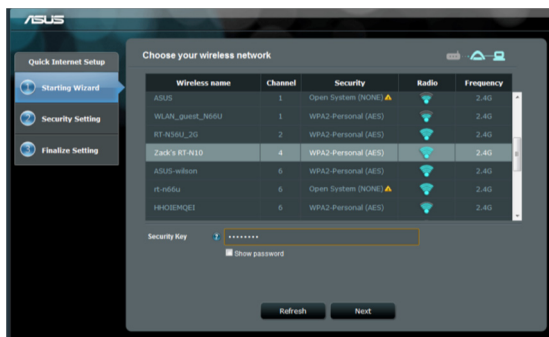 ASUS
Quick Internet Setup
1 Starting Wizard
2 Security Setting
3 Finalize Setting
Choose your wireless network
Wireless name Channel Security Radio Frequency
ASUS 1 Open System (NONE) 2.4G
WLAN_guest_N66U 1 WPA2-Personal (AES) 2.4G
RT-N56U_2G 2 WPA2-Personal (AES) 2.4G
Zack's RT-N10 4 WPA2-Personal (AES) 2.4G
ASUS-wilson 6 WPA2-Personal (AES) 2.4G
rt-n66u 6 Open System (NONE) 2.4G
HHOIEMQEI 6 WPA2-Personal (AES) 2.4G
Security Key ? ........
Show password
Refresh Next